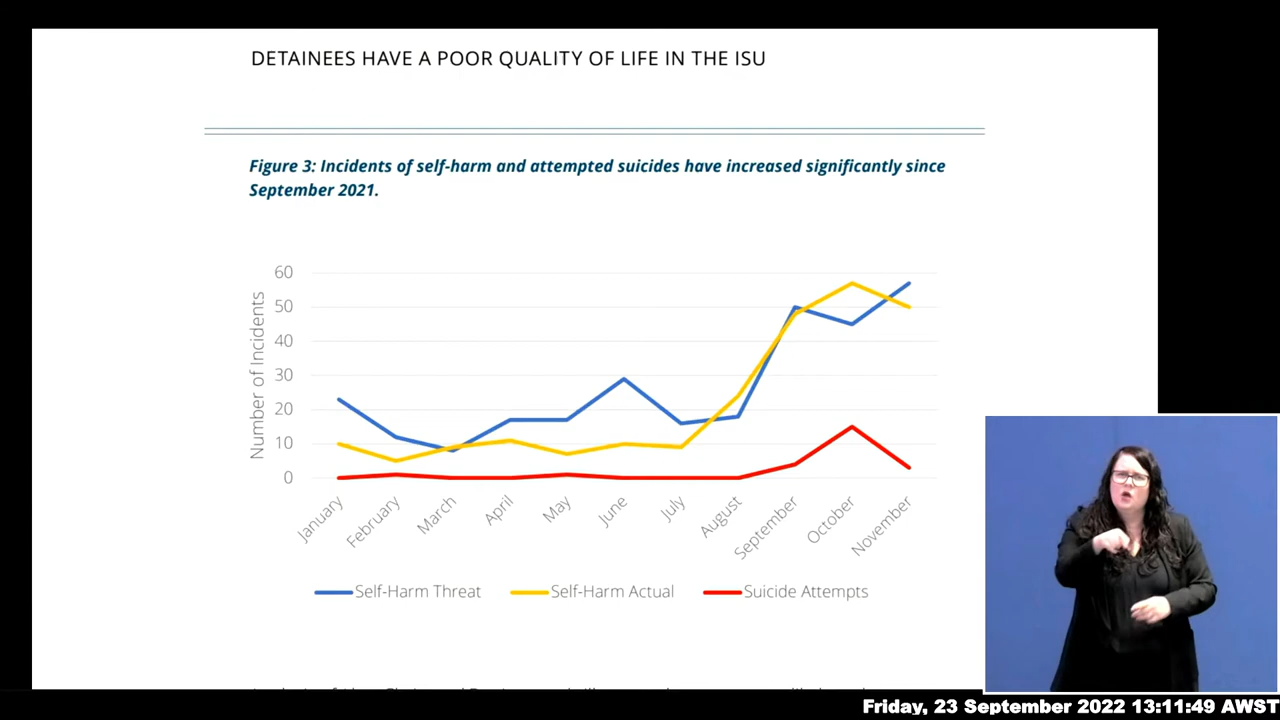 DETAINEES HAVE A POOR QUALITY OF LIFE IN THE ISU
Figure 3: Incidents of self-harm and attempted suicides have increased significantly since
September 2021.
Number of Incidents
60
50
40
30
20
10
0
January
February
March
April
May
June
July
August
September
October
November
Self-Harm Threat
Self-Harm Actual
Suicide Attempts
Friday, 23 September 2022 13:11:49 AWST